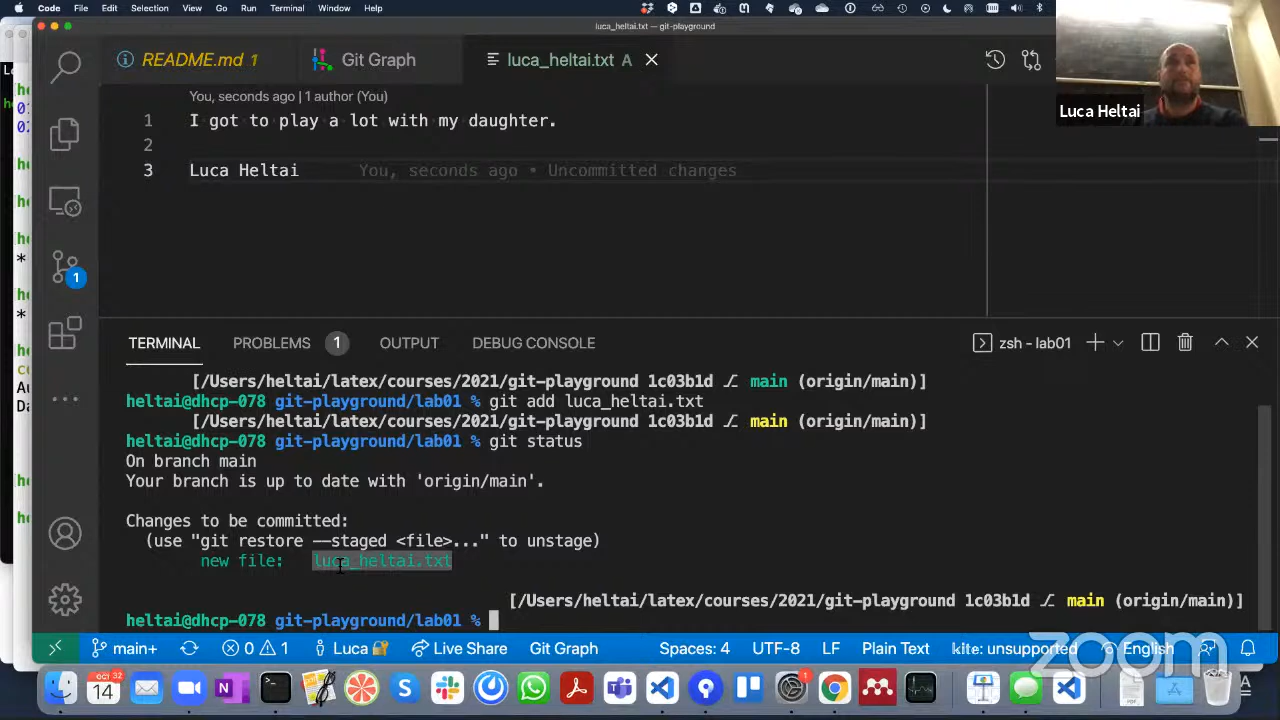 Code File Edit Selection View Go Run Terminal Window Help
luca_heltai.txt — git-playground
README.md 1 Git Graph luca_heltai.txt A
You, seconds ago | 1 author (You)
1 I got to play a lot with my daughter.
2
3 Luca Heltai You, seconds ago • Uncommitted changes
Luca Heltai
1
TERMINAL PROBLEMS 1 OUTPUT DEBUG CONSOLE zsh - lab01
[/Users/heltai/latex/courses/2021/git-playground 1c03b1d ⎇ main (origin/main)]
heltai@dhcp-078 git-playground/lab01 % git add luca_heltai.txt
[/Users/heltai/latex/courses/2021/git-playground 1c03b1d ⎇ main (origin/main)]
heltai@dhcp-078 git-playground/lab01 % git status
On branch main
Your branch is up to date with 'origin/main'.
Changes to be committed:
(use "git restore --staged <file>..." to unstage)
new file: luca_heltai.txt
[/Users/heltai/latex/courses/2021/git-playground 1c03b1d ⎇ main (origin/main)]
heltai@dhcp-078 git-playground/lab01 %
main+ 0 1 Luca Live Share Git Graph Spaces: 4 UTF-8 LF Plain Text kite: unsupported English
zoom
OCT 32
14
1